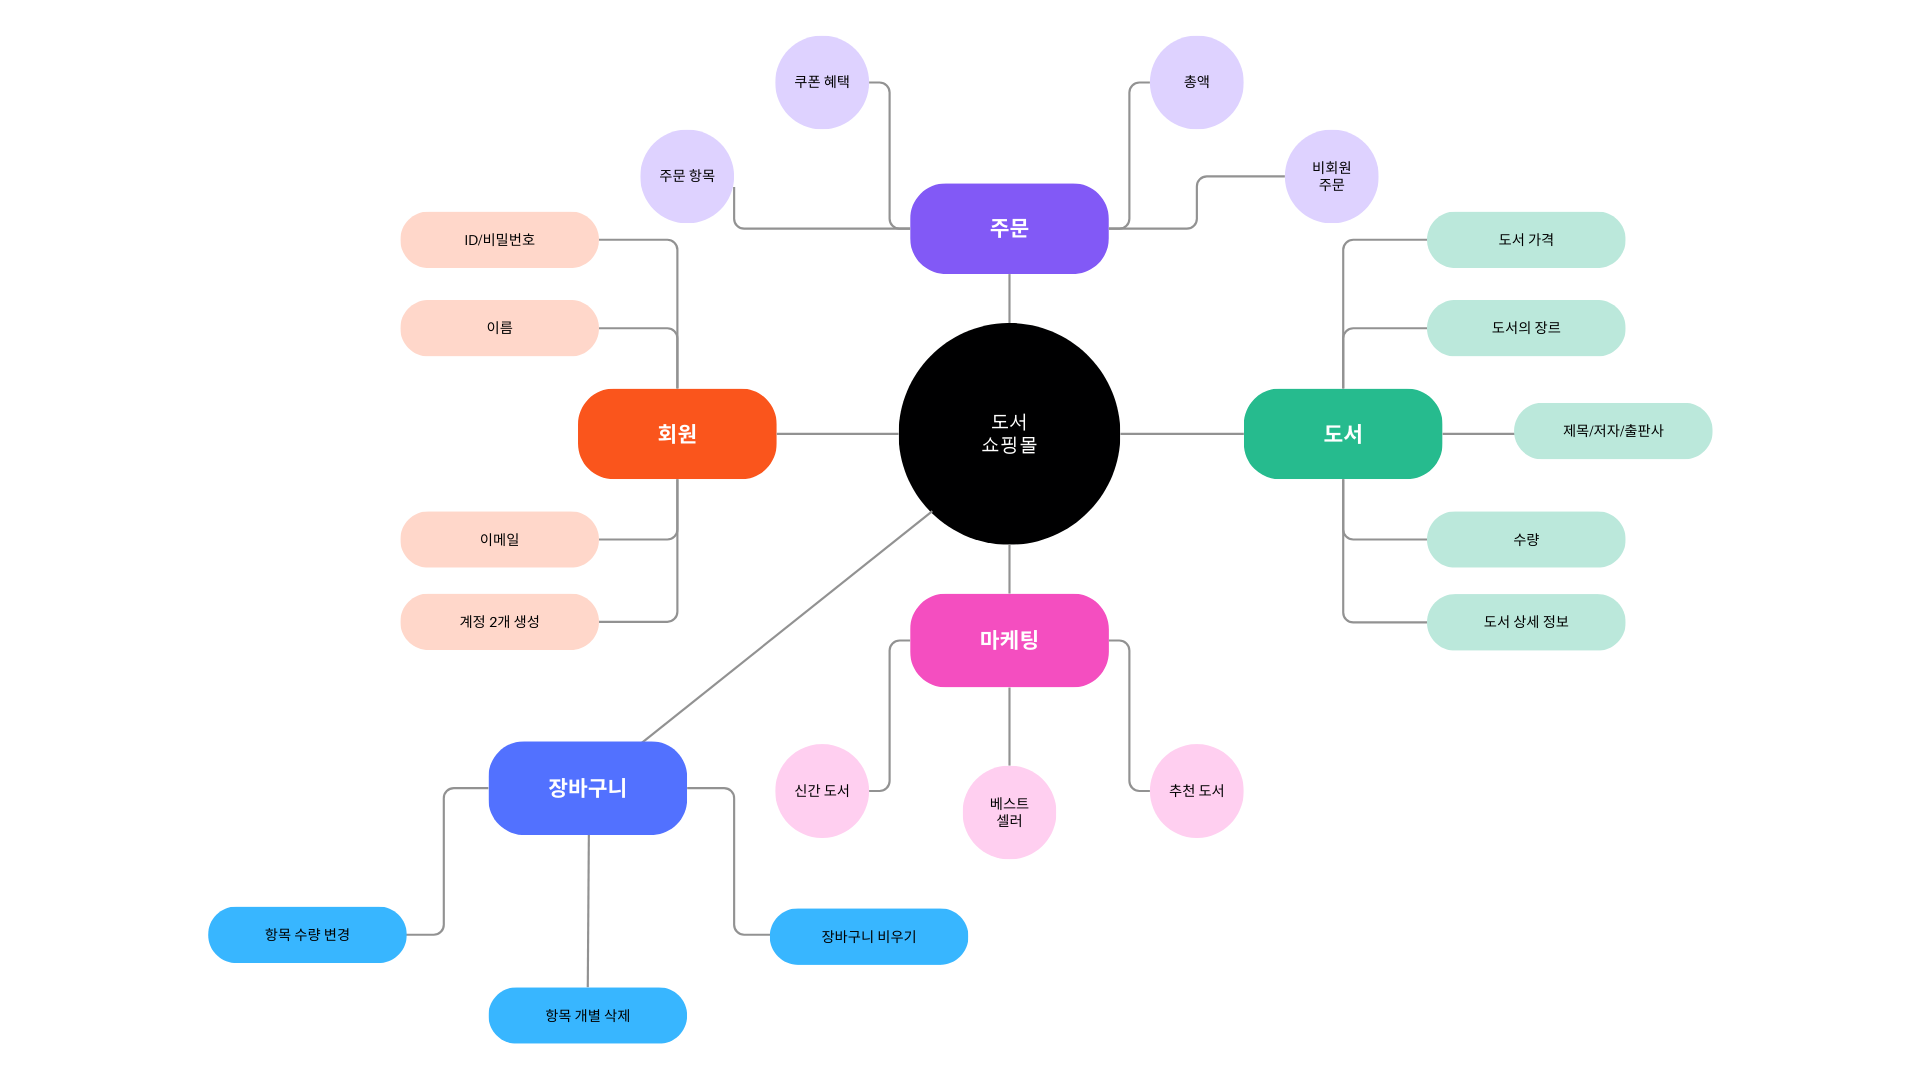 쿠폰 혜택
총액
주문 항목
비회원
주문
주문
ID/비밀번호
도서 가격
이름
도서의 장르
회원
도서
쇼핑몰
도서
제목/저자/출판사
이메일
수량
계정 2개 생성
도서 상세 정보
마케팅
장바구니
신간 도서
베스트
셀러
추천 도서
항목 수량 변경
장바구니 비우기
항목 개별 삭제